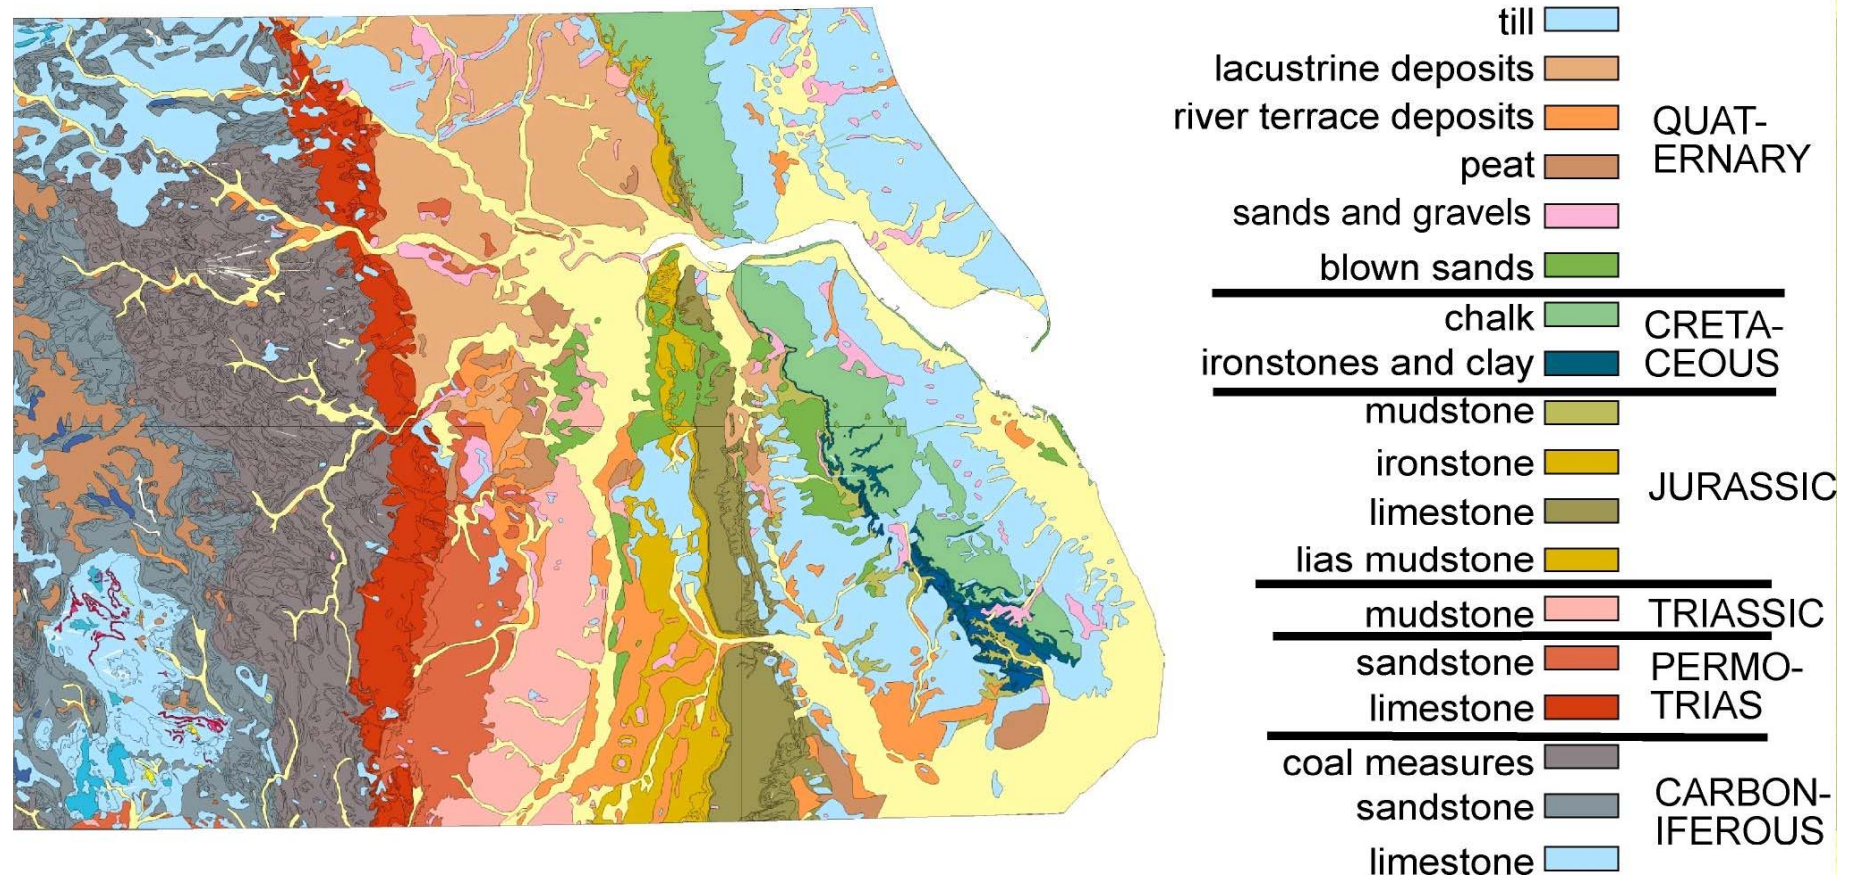 till
lacustrine deposits
river terrace deposits
peat
sands and gravels
blown sands
QUAT-
ERNARY
chalk
ironstones and clay
CRETA-
CEOUS
mudstone
ironstone
limestone
lias mudstone
JURASSIC
mudstone
TRIASSIC
sandstone
limestone
PERMO-
TRIAS
coal measures
sandstone
limestone
CARBON-
IFEROUS